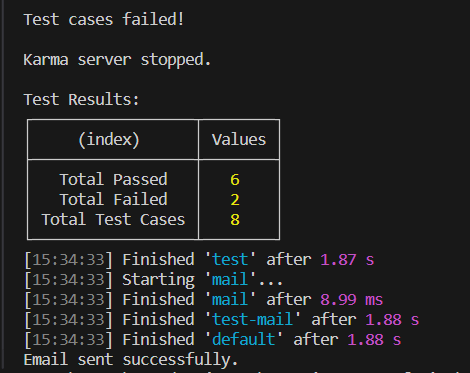 Test cases failed!
Karma server stopped.
Test Results:
(index) Values
Total Passed 6
Total Failed 2
Total Test Cases 8
[15:34:33] Finished 'test' after 1.87 s
[15:34:33] Starting 'mail'...
[15:34:33] Finished 'mail' after 8.99 ms
[15:34:33] Finished 'test-mail' after 1.88 s
[15:34:33] Finished 'default' after 1.88 s
Email sent successfully.